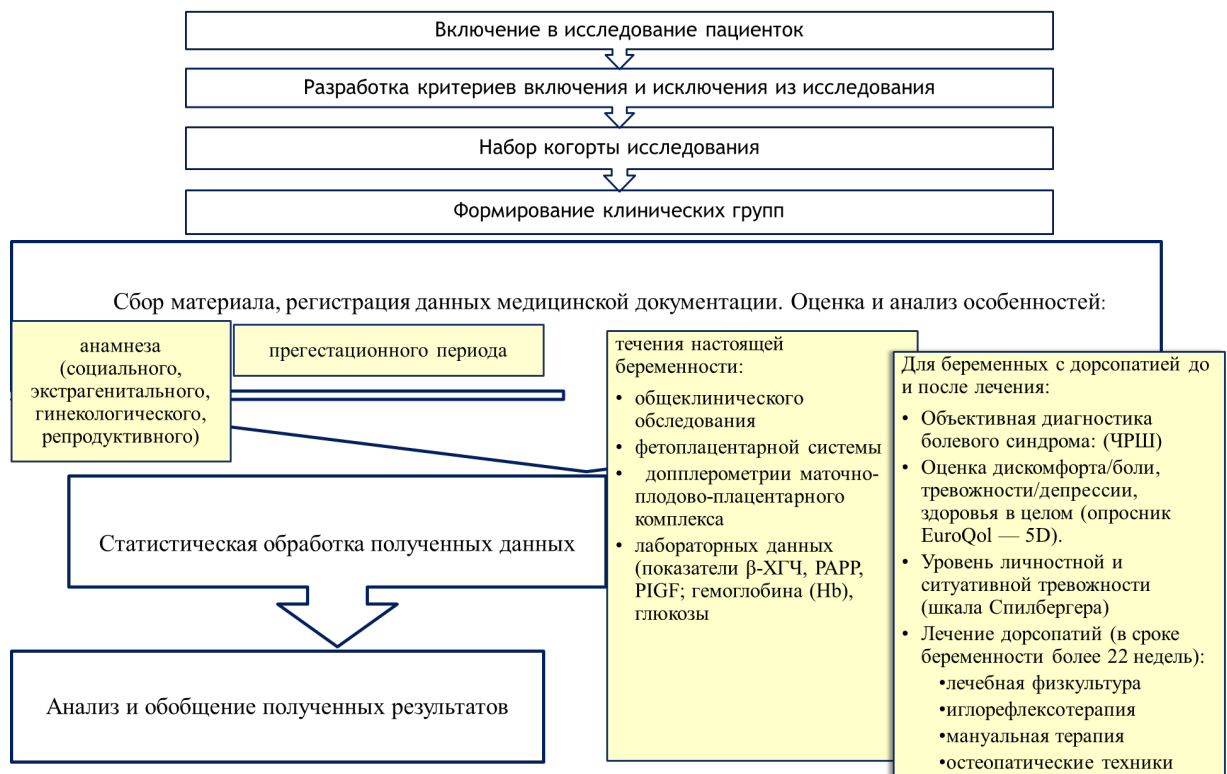 Включение в исследование пациенток
Разработка критериев включения и исключения из исследования
Набор когорты исследования
Формирование клинических групп
Сбор материала, регистрация данных медицинской документации. Оценка и анализ особенностей:
анамнеза
(социального,
экстрагенитального,
гинекологического,
репродуктивного)
прегестационного периода
течения настоящей
беременности:
• общеклинического
обследования
• фетоплацентарной системы
• допплерометрии маточно-
плодово-плацентарного
комплекса
• лабораторных данных
(показатели β-ХГЧ, PAPP,
PIGF; гемоглобина (Hb),
глюкозы
Для беременных с дорсопатией до
и после лечения:
• Объективная диагностика
болевого синдрома: (ЧРШ)
• Оценка дискомфорта/боли,
тревожности/депрессии,
здоровья в целом (опросник
EuroQol — 5D).
• Уровень личностной и
ситуативной тревожности
(шкала Спилбергера)
• Лечение дорсопатий (в сроке
беременности более 22 недель):
•лечебная физкультура
•иглорефлексотерапия
•мануальная терапия
•остеопатические техники
Статистическая обработка полученных данных
Анализ и обобщение полученных результатов